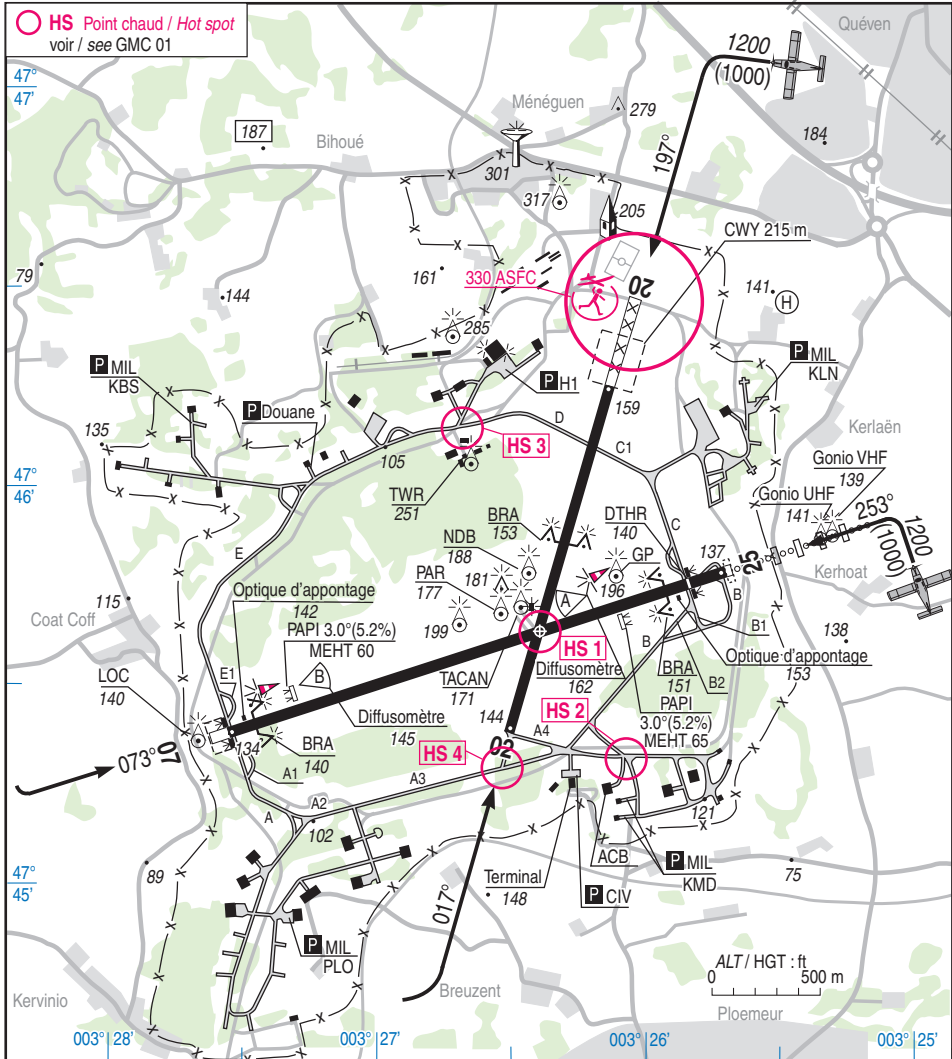 HS Point chaud / Hot spot
voir / see GMC 01
Quéven
47°
47'
1200
(1000)
Ménéguen
279
187
Bihoué
184
197°
301
317
205
CWY 215 m
79
161
330 ASFC
20
141
H
144
285
P MIL
KBS
P H1
P MIL
KLN
P Douane
159
D
135
HS 3
Kerlaën
C1
105
47°
46'
TWR
251
Gonio VHF
139
BRA
153
DTHR
140
Gonio UHF
141
253°
1200
(1000)
E
NDB
188
C
137
25
GP
196
PAR
177
181
Kerhoat
115
Optique d'appontage
142
A
B
Coat Coff
199
B1
138
PAPI 3.0°(5.2%)
MEHT 60
HS 1
B
Optique d'appontage
153
LOC
140
E1
B
TACAN
171
Diffusomètre
162
BRA
151
B2
Diffusomètre
145
144
HS 2
PAPI
3.0°(5.2%)
MEHT 65
134
BRA
140
02
A4
073°
07
HS 4
A1
A3
A
A2
102
121
89
Terminal
148
ACB
P MIL
KMD
75
47°
45'
P CIV
017°
P MIL
PLO
ALT / HGT : ft
0 500 m
Kervinio
Breuzent
Ploemeur
003° 28'
003° 27'
003° 26'
003° 25'